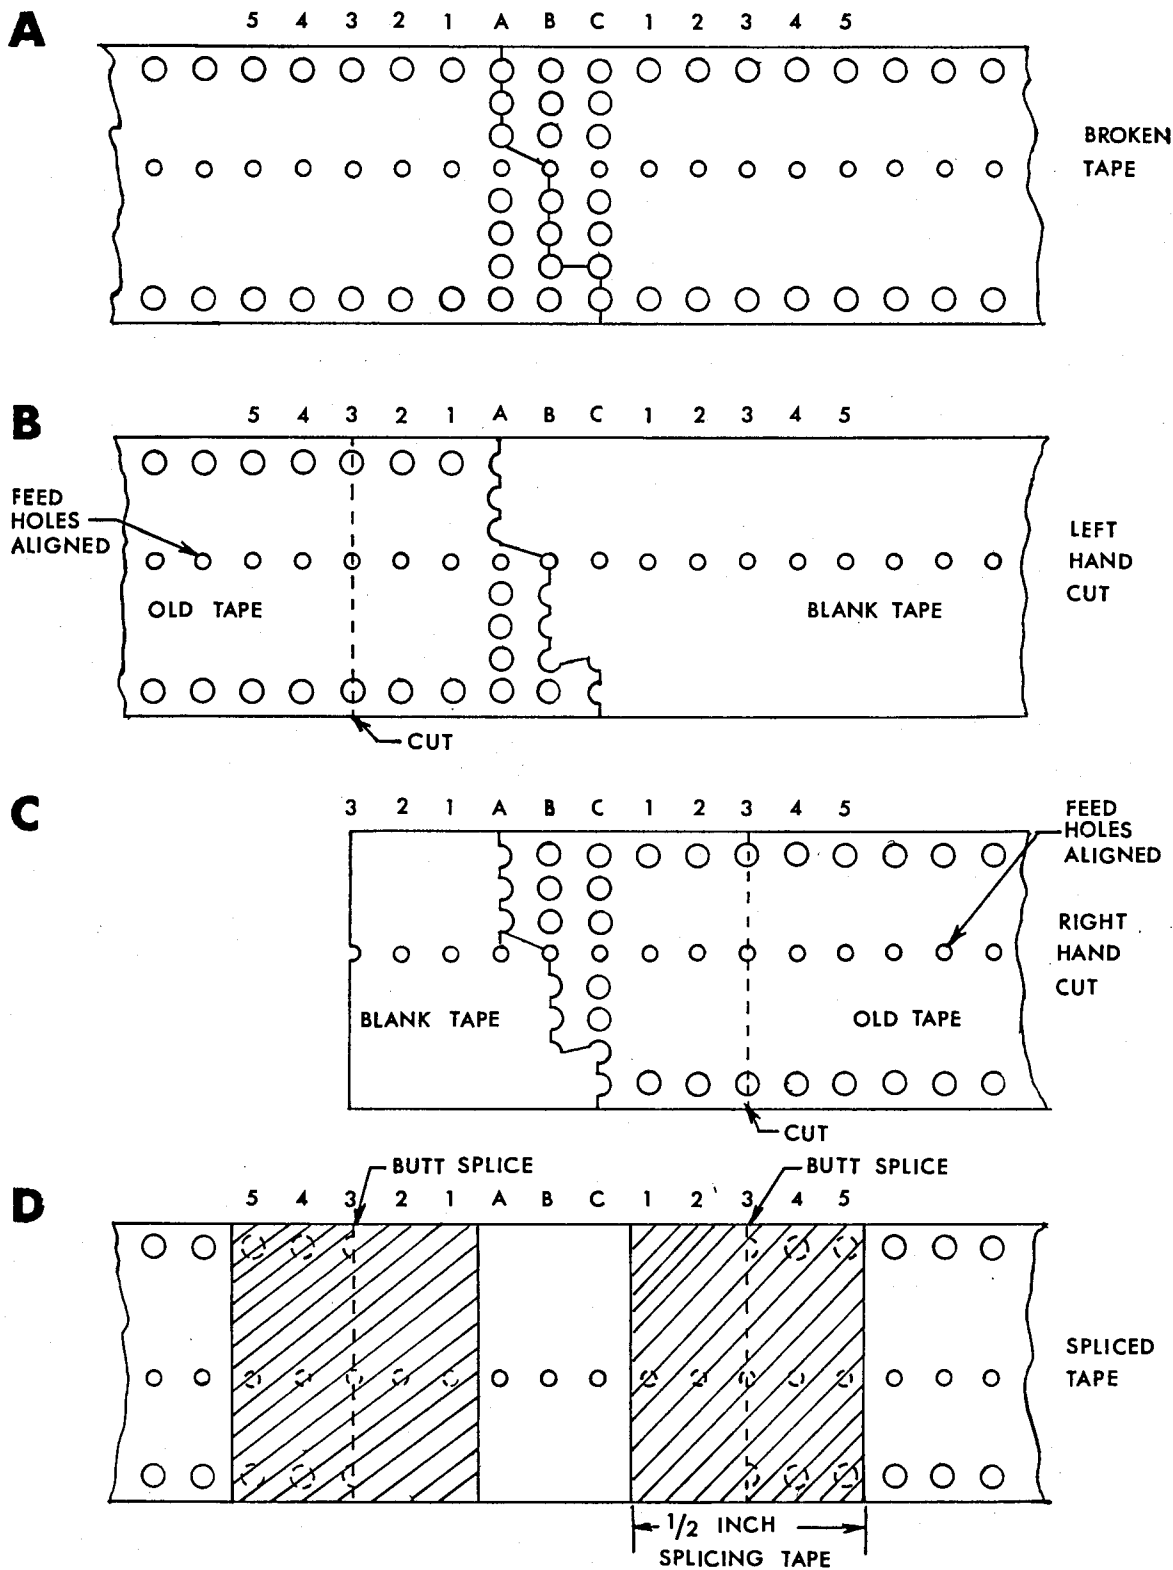 A
5 4 3 2 1 A B C 1 2 3 4 5
BROKEN
TAPE
B
5 4 3 2 1 A B C 1 2 3 4 5
FEED
HOLES
ALIGNED
LEFT
HAND
CUT
OLD TAPE
BLANK TAPE
CUT
C
3 2 1 A B C 1 2 3 4 5
FEED
HOLES
ALIGNED
RIGHT
HAND
CUT
BLANK TAPE
OLD TAPE
CUT
BUTT SPLICE
BUTT SPLICE
D
5 4 3 2 1 A B C 1 2 3 4 5
SPLICED
TAPE
1/2 INCH
SPLICING TAPE